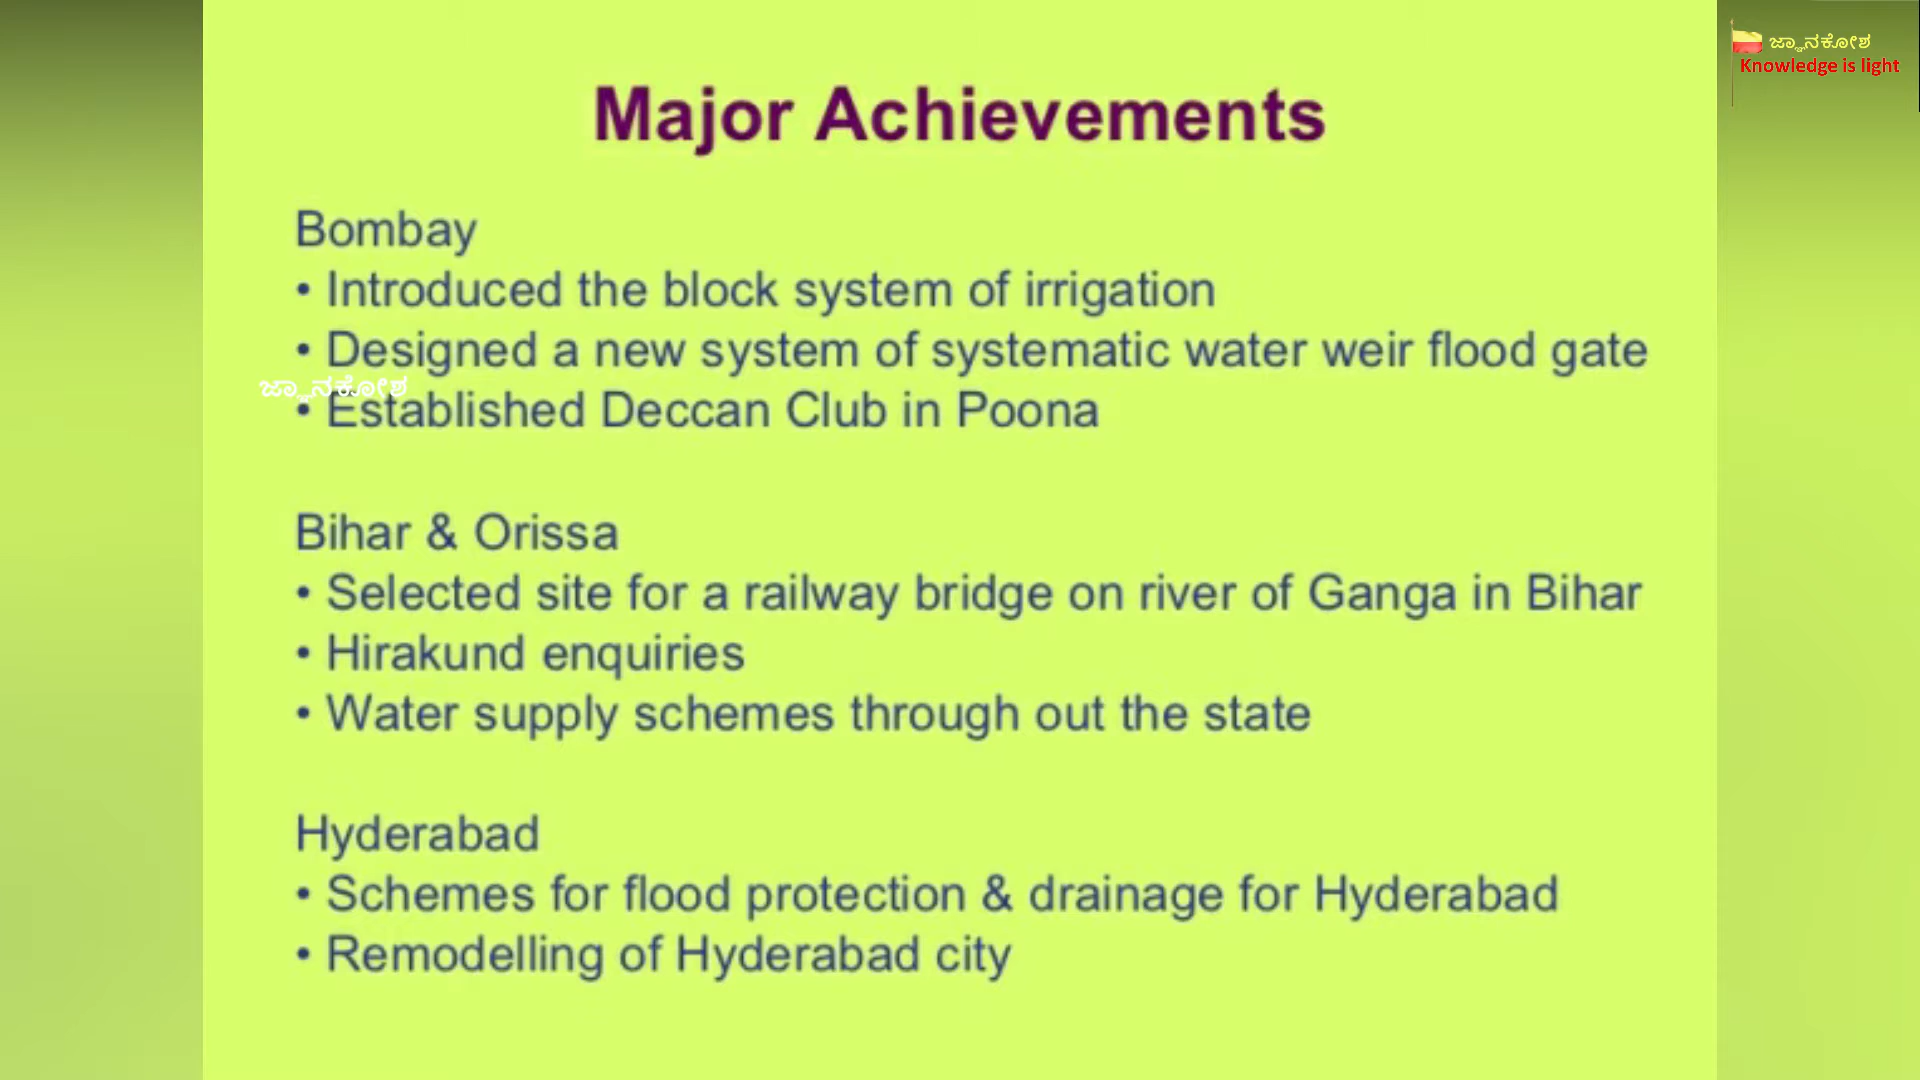 ಜ್ಞಾನಕೋಶ
Knowledge is light
Major Achievements
Bombay
• Introduced the block system of irrigation
• Designed a new system of systematic water weir flood gate
ಜ್ಞಾನಕೋಶ
• Established Deccan Club in Poona
Bihar & Orissa
• Selected site for a railway bridge on river of Ganga in Bihar
• Hirakund enquiries
• Water supply schemes through out the state
Hyderabad
• Schemes for flood protection & drainage for Hyderabad
• Remodelling of Hyderabad city